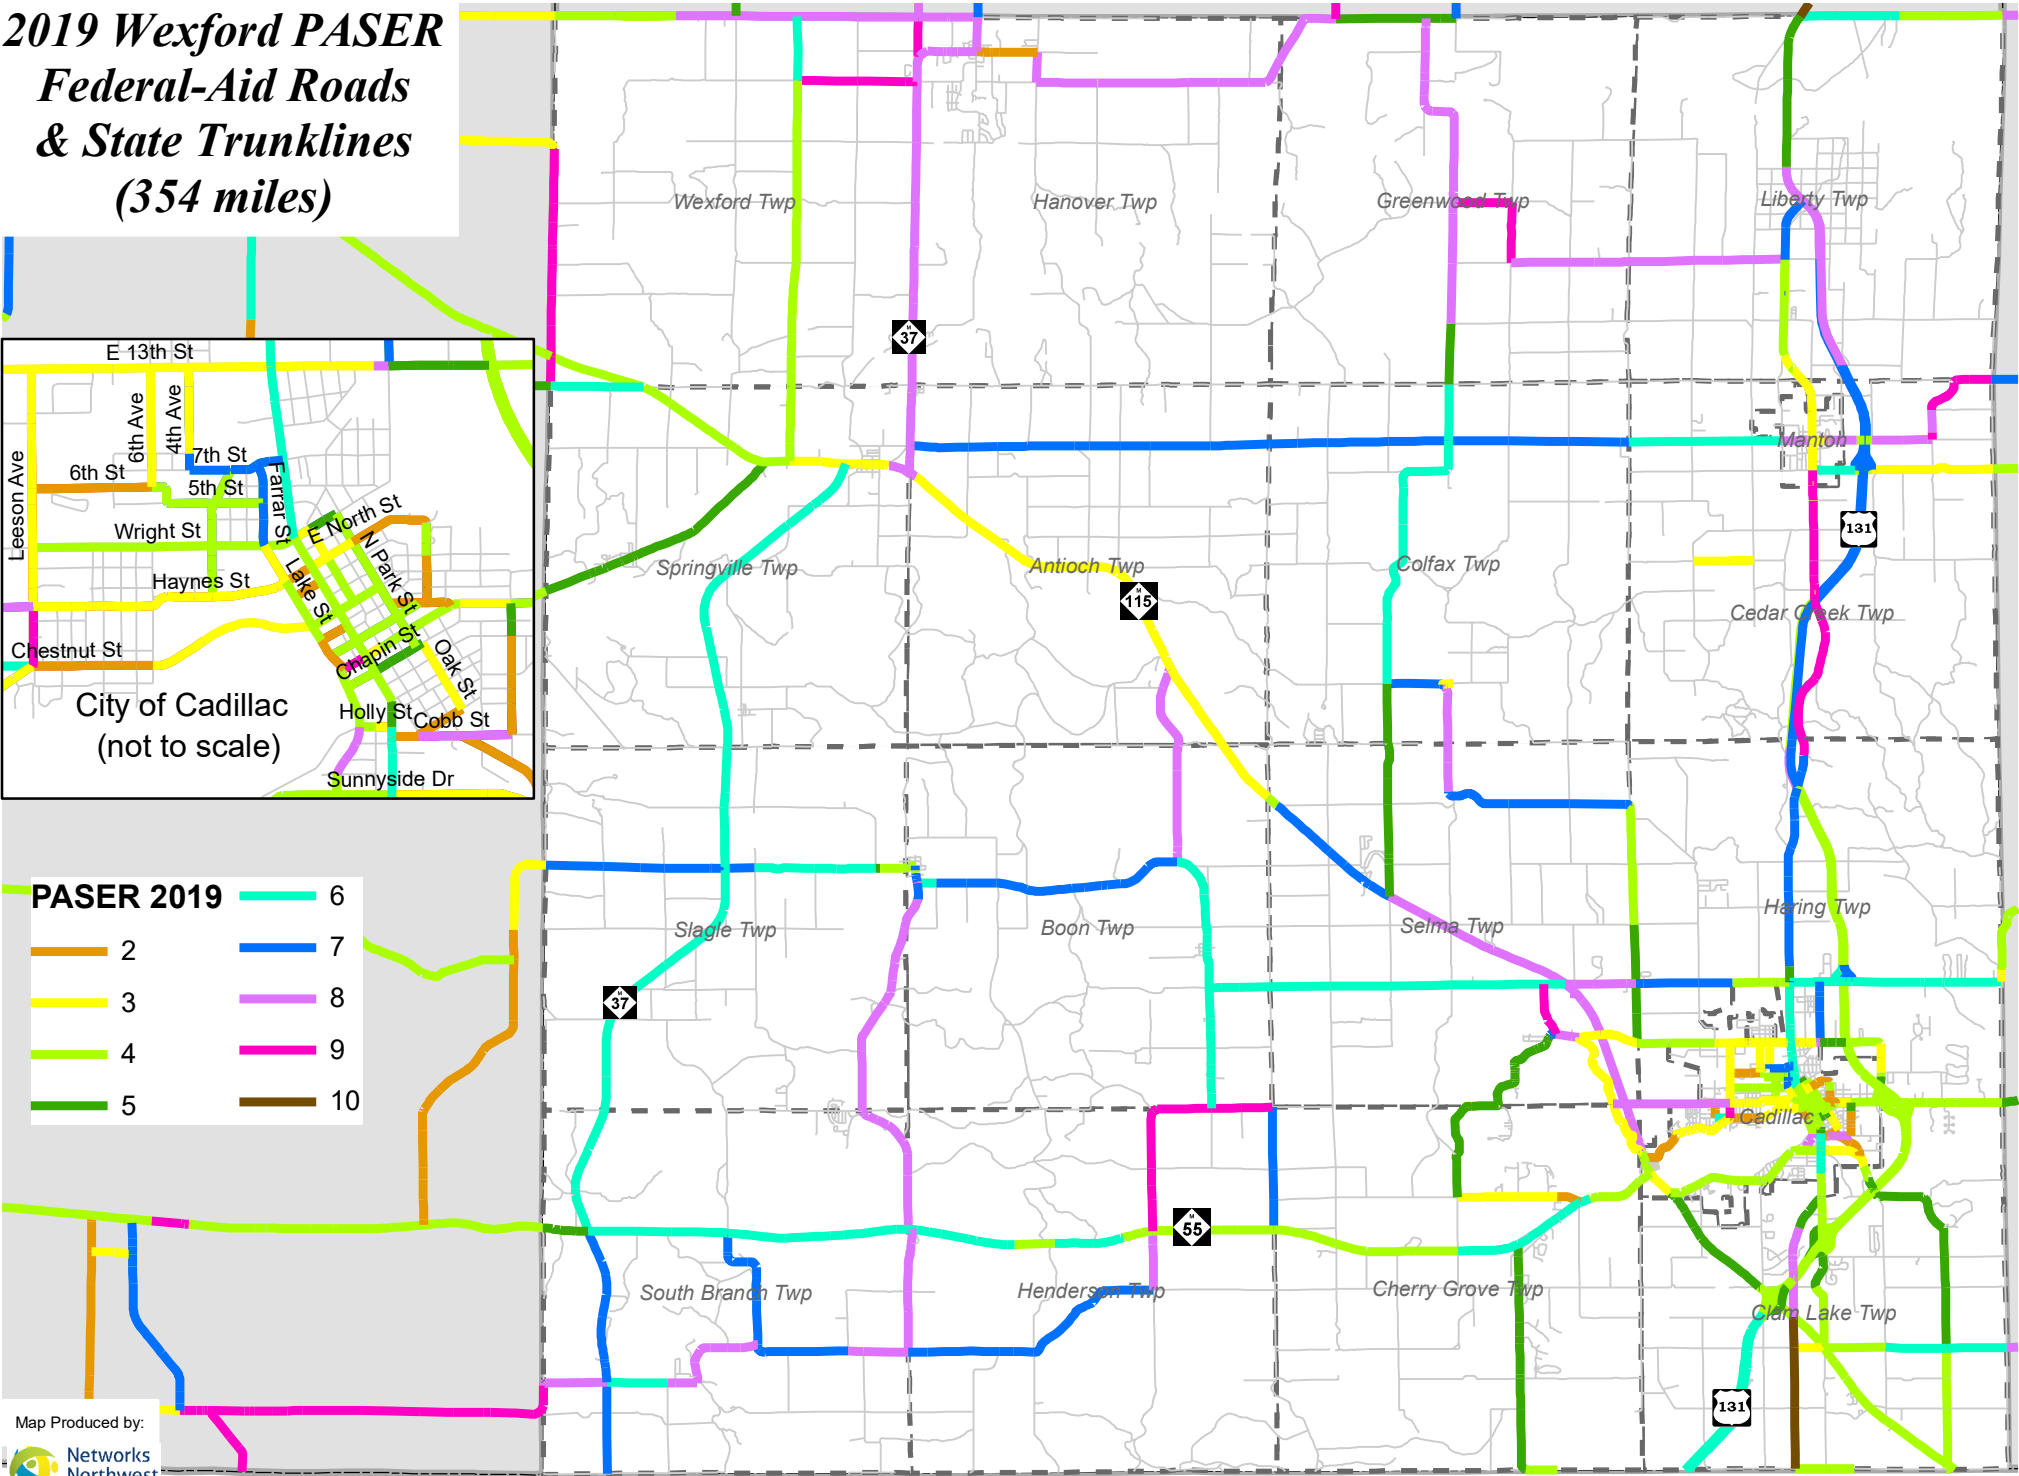 2019 Wexford PASER
Federal-Aid Roads
& State Trunklines
(354 miles)
Wexford Twp
Hanover Twp
Greenwood Twp
Liberty Twp
M
37
Manton
131
Springville Twp
Antioch Twp
M
115
Colfax Twp
Cedar Creek Twp
E 13th St
Leeson Ave
6th Ave
4th Ave
7th St
6th St
5th St
Farrar St
Wright St
E North St
N Park St
Haynes St
Lake St
Chestnut St
Chapin St
Oak St
Holly St
Cobb St
Sunnyside Dr
City of Cadillac
(not to scale)
PASER 2019
2
3
4
5
6
7
8
9
10
Slagle Twp
Boon Twp
Selma Twp
Haring Twp
M
37
Cadillac
M
55
South Branch Twp
Henderson Twp
Cherry Grove Twp
Clam Lake Twp
131
Map Produced by:
Networks
Northwest